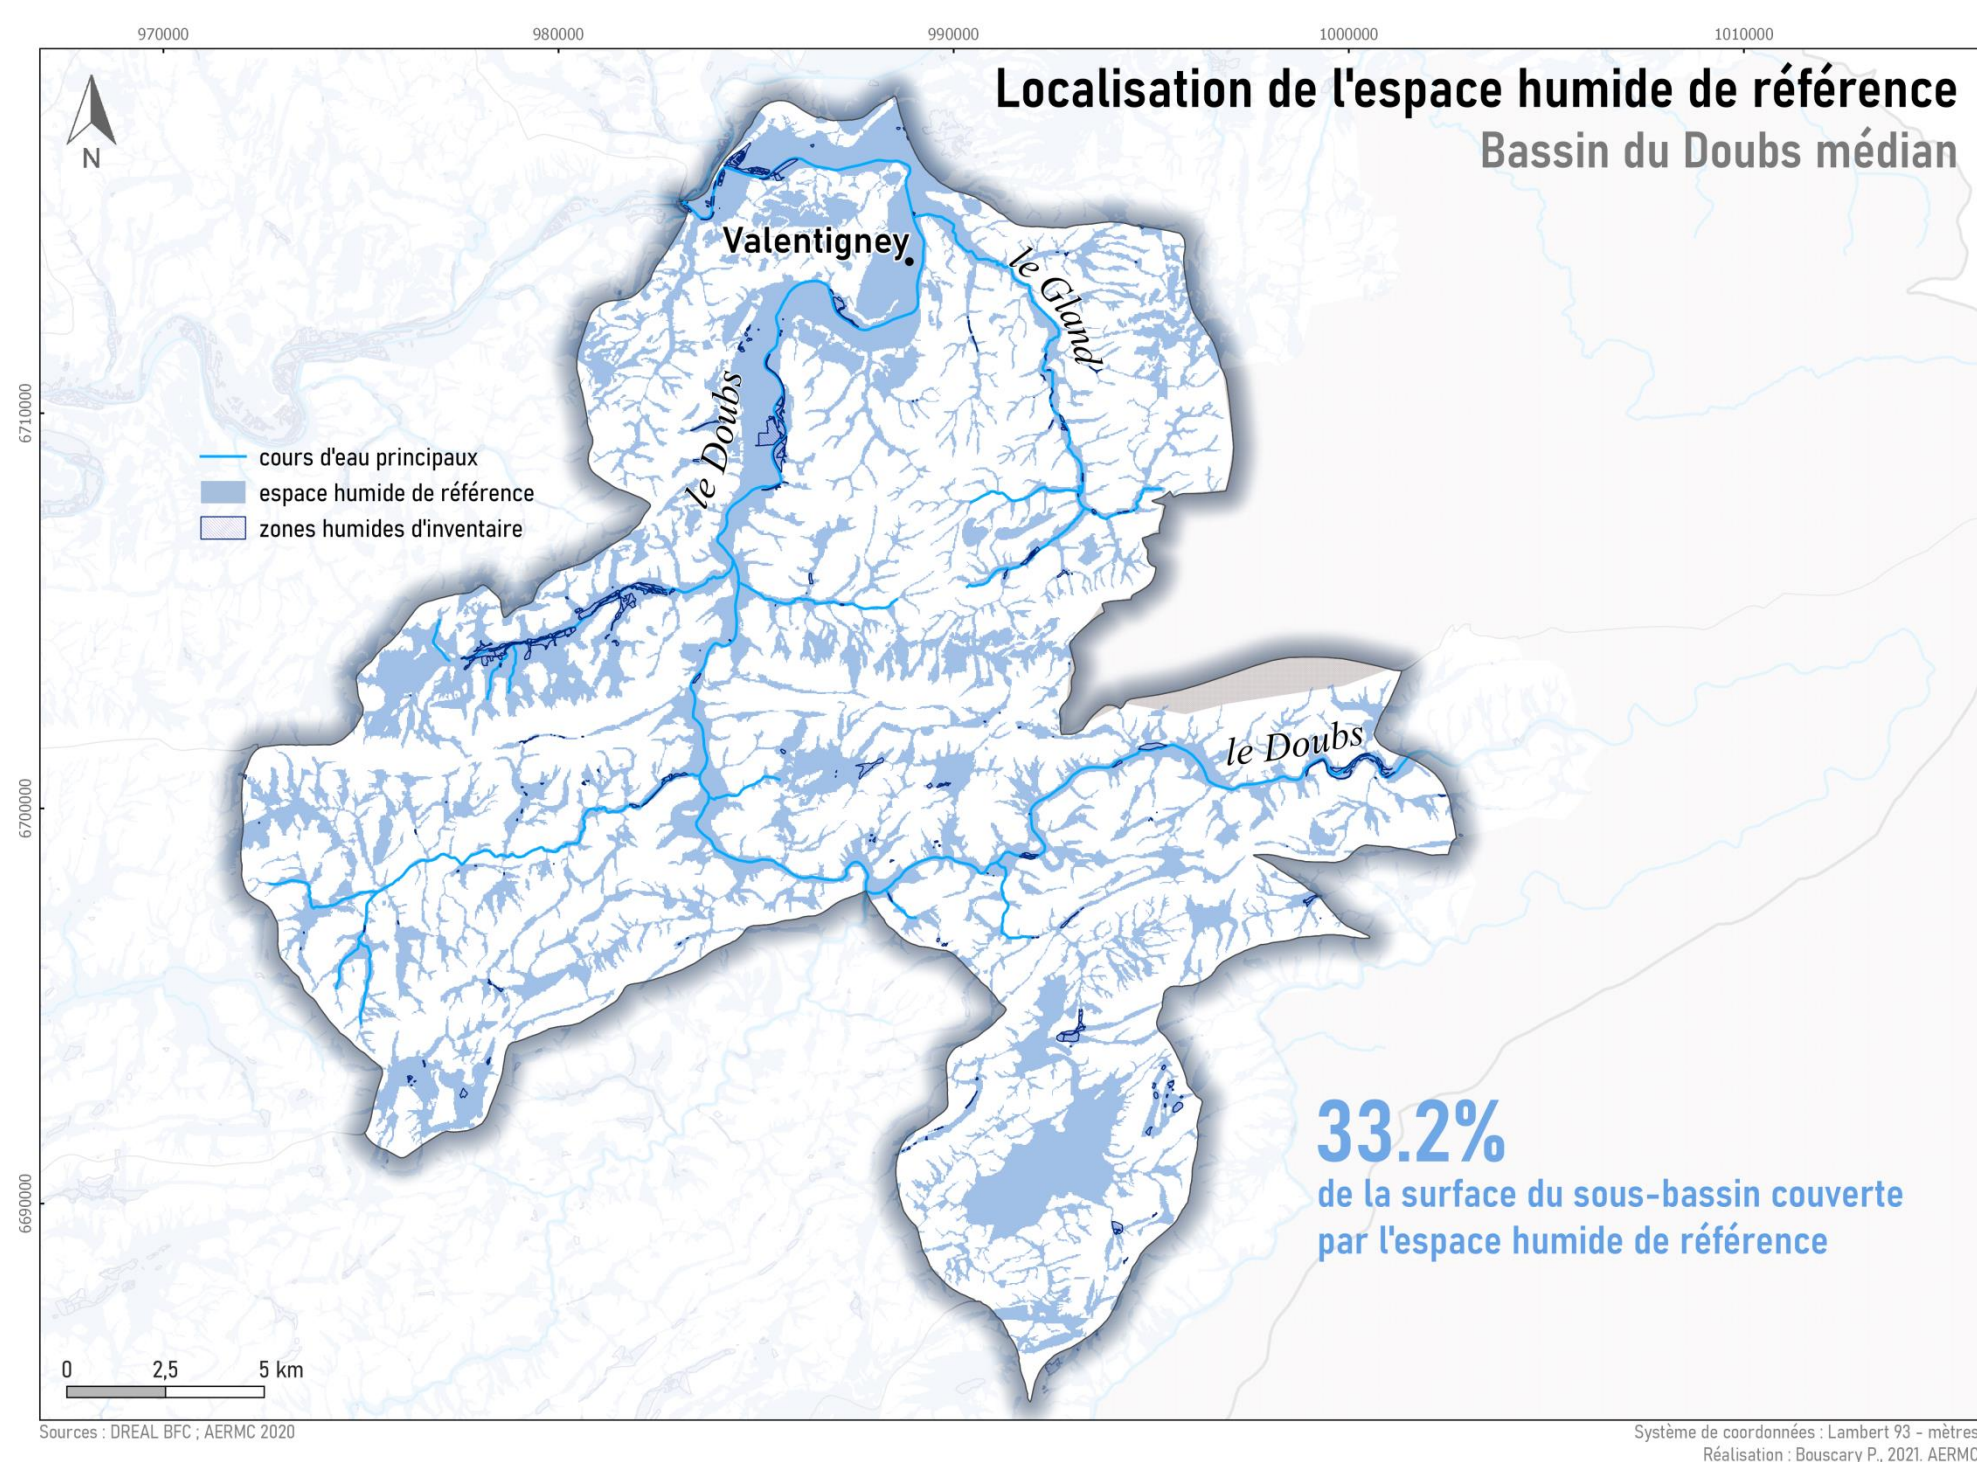 970000
980000
990000
1000000
1010000
Localisation de l'espace humide de référence
Bassin du Doubs médian
N
Valentigney
le Gland
le Doubs
6710000
cours d'eau principaux
espace humide de référence
zones humides d'inventaire
le Doubs
6700000
33.2%
de la surface du sous-bassin couverte
par l'espace humide de référence
6690000
0 2,5 5 km
Sources : DREAL BFC ; AERMC 2020
Système de coordonnées : Lambert 93 - mètres
Réalisation : Bouscary P., 2021. AERMC